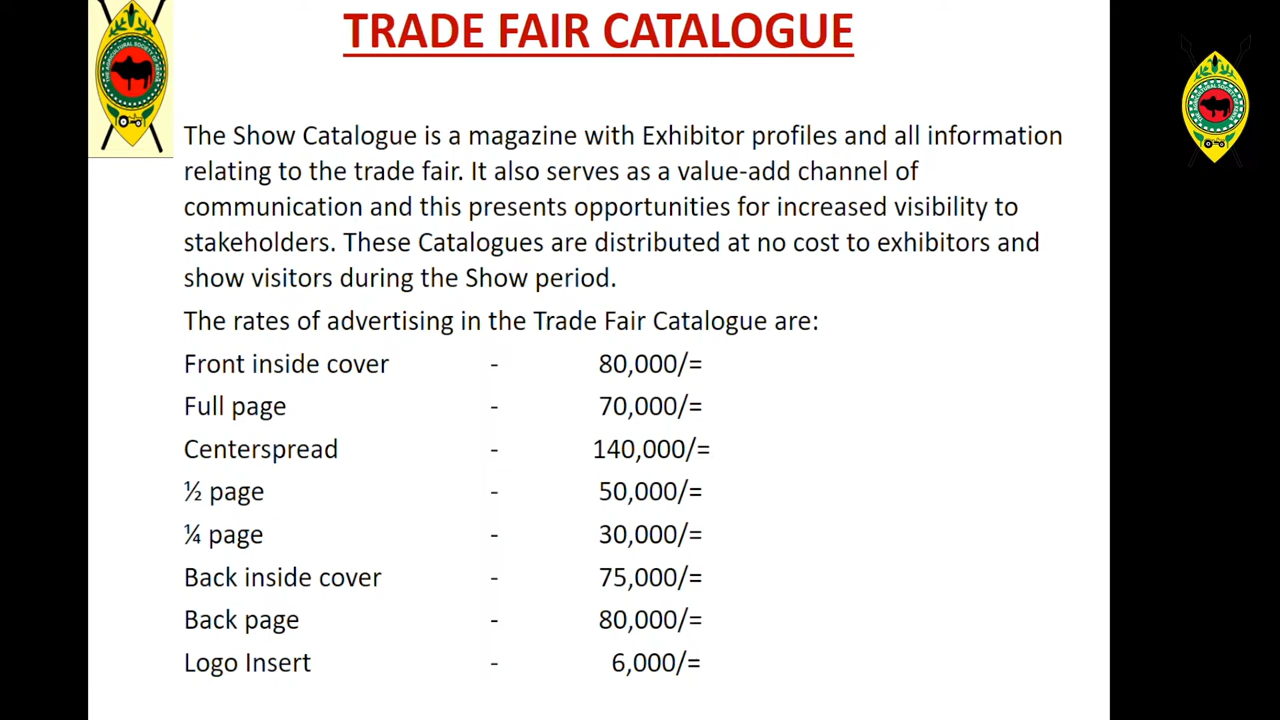 TRADE FAIR CATALOGUE
The Show Catalogue is a magazine with Exhibitor profiles and all information
relating to the trade fair. It also serves as a value-add channel of
communication and this presents opportunities for increased visibility to
stakeholders. These Catalogues are distributed at no cost to exhibitors and
show visitors during the Show period.
The rates of advertising in the Trade Fair Catalogue are:
Front inside cover - 80,000/=
Full page - 70,000/=
Centerspread - 140,000/=
½ page - 50,000/=
¼ page - 30,000/=
Back inside cover - 75,000/=
Back page - 80,000/=
Logo Insert - 6,000/=